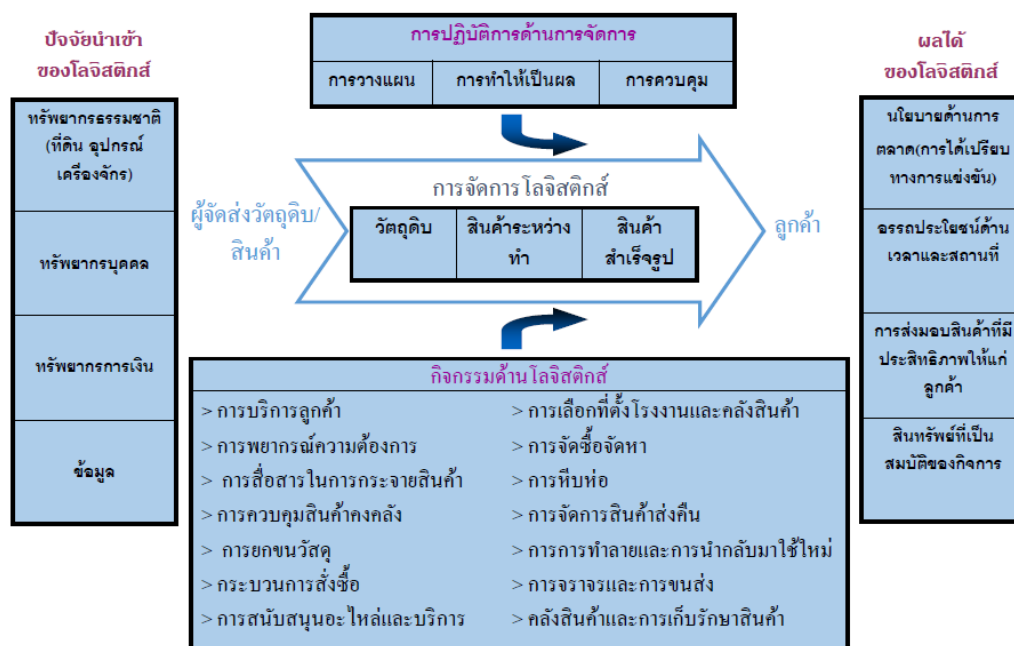 ปัจจัยนำเข้า
ของโลจิสติกส์
ทรัพยากรธรรมชาติ
(ที่ดิน อุปกรณ์
เครื่องจักร)
ทรัพยากรบุคคล
ทรัพยากรการเงิน
ข้อมูล
การปฏิบัติการด้านการจัดการ
การวางแผน
การทำให้เป็นผล
การควบคุม
ผู้จัดส่งวัตถุดิบ/
สินค้า
การจัดการโลจิสติกส์
วัตถุดิบ
สินค้าระหว่าง
ทำ
สินค้า
สำเร็จรูป
ลูกค้า
กิจกรรมด้านโลจิสติกส์
> การบริการลูกค้า
> การพยากรณ์ความต้องการ
> การสื่อสารในการกระจายสินค้า
> การควบคุมสินค้าคงคลัง
> การยกขนวัสดุ
> กระบวนการสั่งซื้อ
> การสนับสนุนอะไหล่และบริการ
> การเลือกที่ตั้งโรงงานและคลังสินค้า
> การจัดซื้อจัดหา
> การหีบห่อ
> การจัดการสินค้าส่งคืน
> การการทำลายและการนำกลับมาใช้ใหม่
> การจราจรและการขนส่ง
> คลังสินค้าและการเก็บรักษาสินค้า
ผลได้
ของโลจิสติกส์
นโยบายด้านการ
ตลาด(การได้เปรียบ
ทางการแข่งขัน)
อรรถประโยชน์ด้าน
เวลาและสถานที่
การส่งมอบสินค้าที่มี
ประสิทธิภาพให้แก่
ลูกค้า
สินทรัพย์ที่เป็น
สมบัติของกิจการ